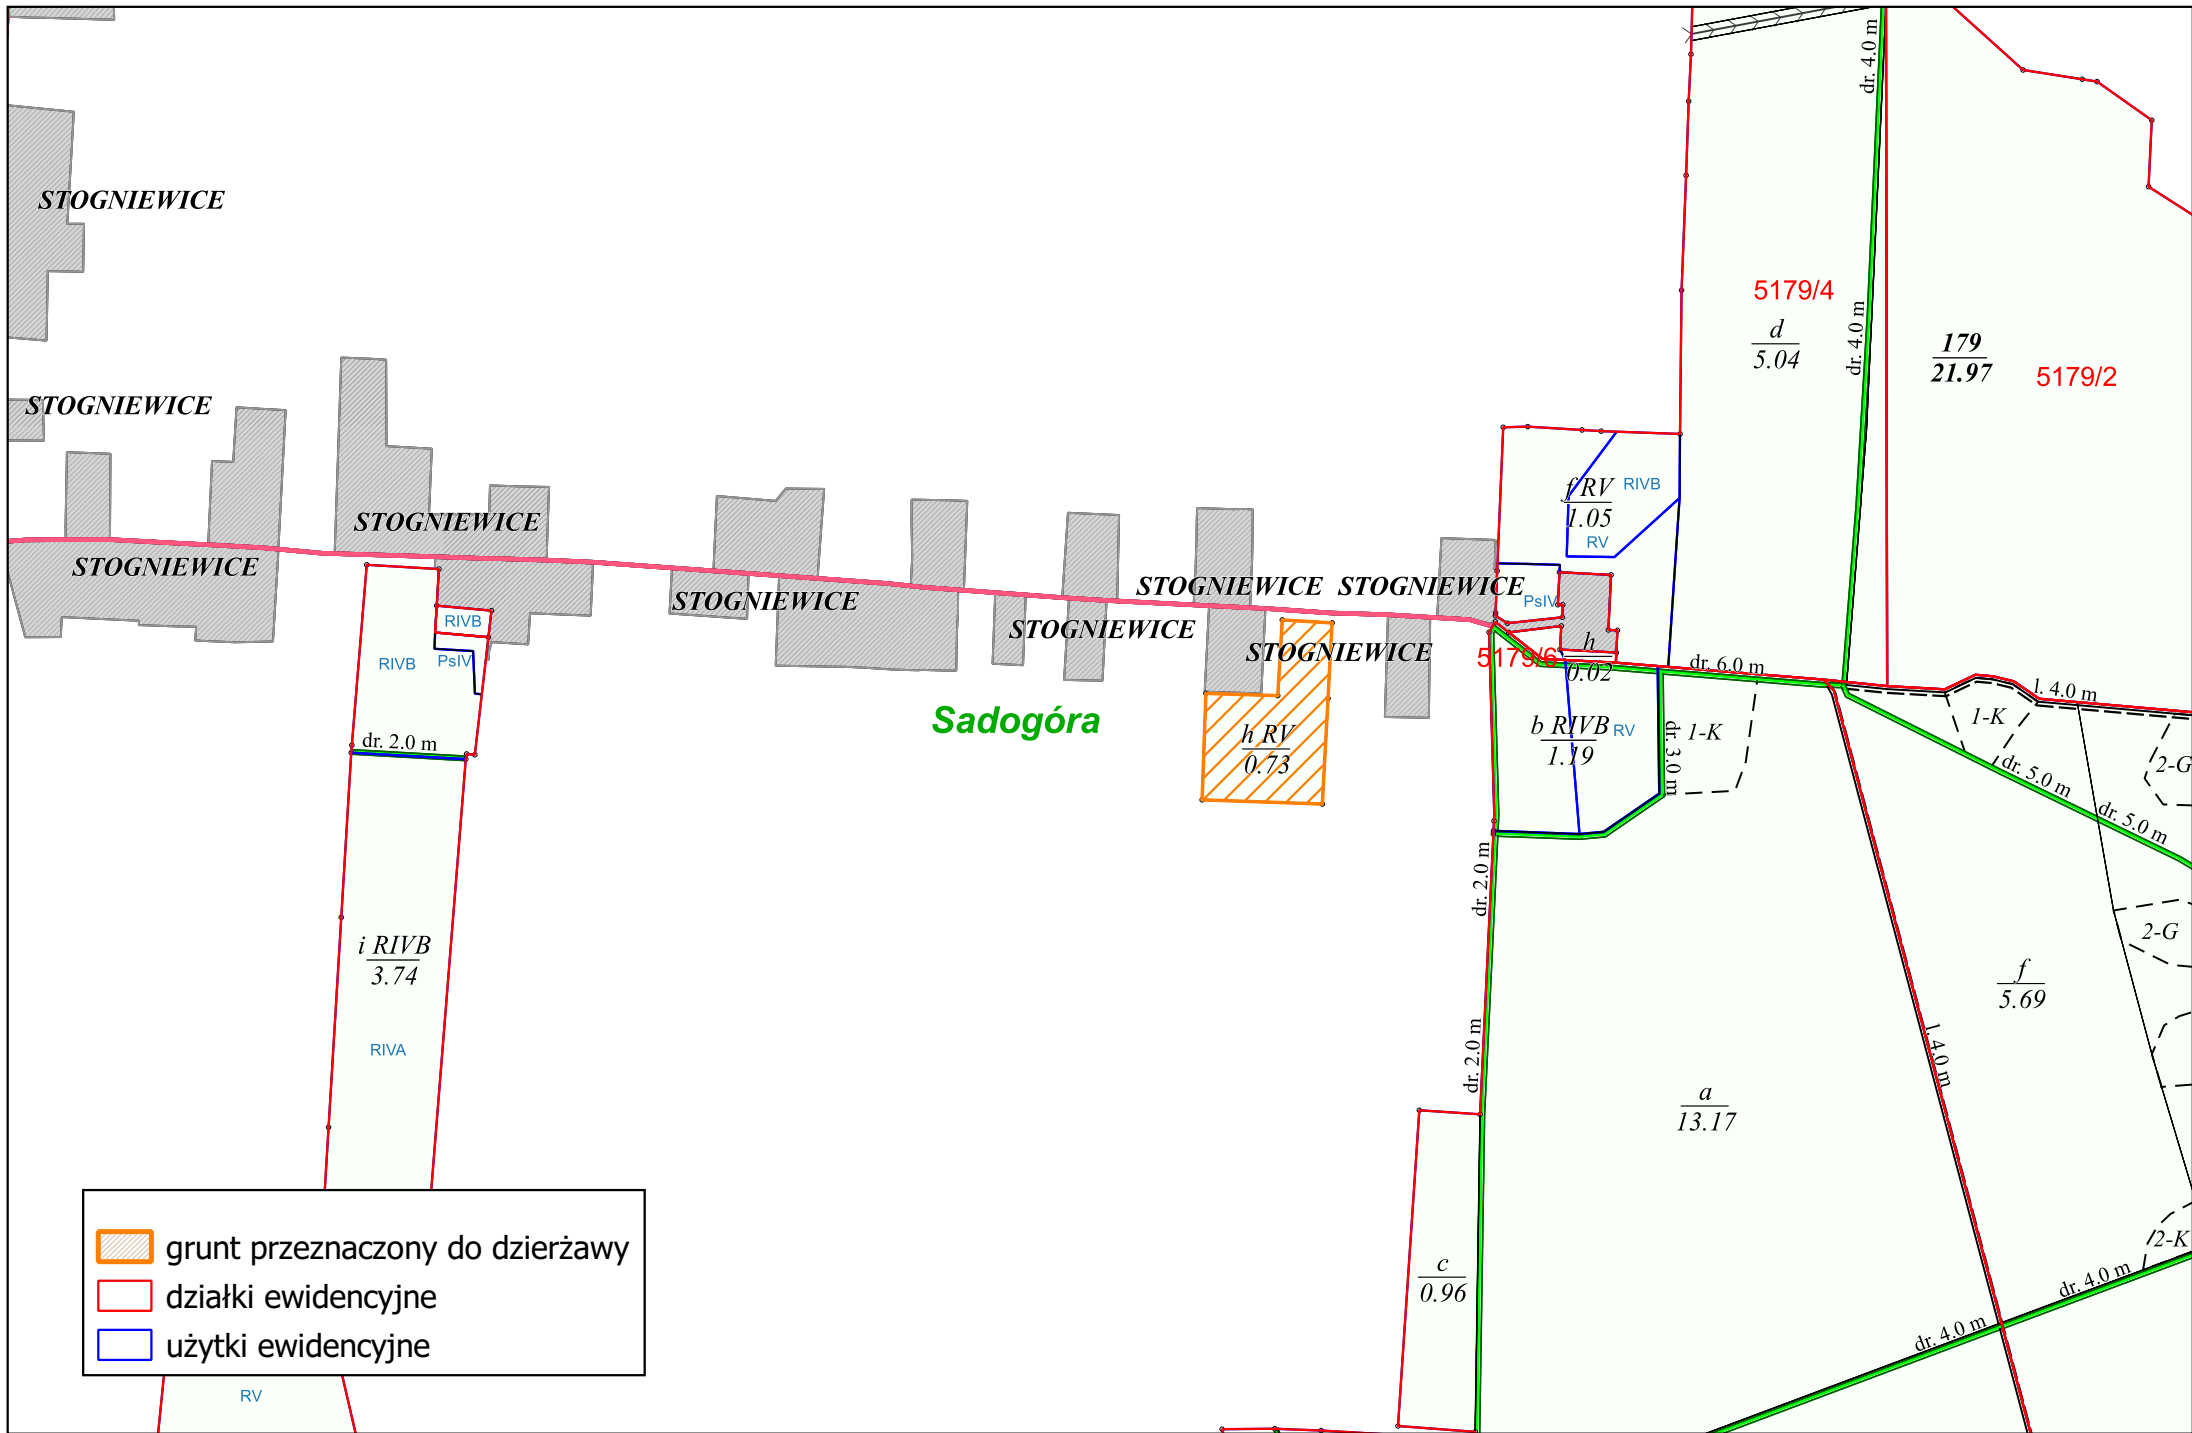 dr. 4.0 m
STOGNIEWICE
5179/4
d
5.04
dr. 4.0 m
179
21.97
5179/2
STOGNIEWICE
f RV
1.05
RIVB
RV
STOGNIEWICE
STOGNIEWICE
STOGNIEWICE
STOGNIEWICE
STOGNIEWICE
STOGNIEWICE
STOGNIEWICE
STOGNIEWICE
PsIV
RIVB
RIVB
PsIV
5179/6
h
0.02
dr. 6.0 m
l. 4.0 m
Sadogóra
h RV
0.73
b RIVB
1.19
RV
dr. 3.0 m
1-K
1-K
dr. 2.0 m
dr. 5.0 m
2-G
dr. 5.0 m
dr. 2.0 m
i RIVB
3.74
2-G
f
5.69
RIVA
dr. 2.0 m
l. 4.0 m
a
13.17
c
0.96
2-K
dr. 4.0 m
dr. 4.0 m
grunt przeznaczony do dzierżawy
działki ewidencyjne
użytki ewidencyjne
RV